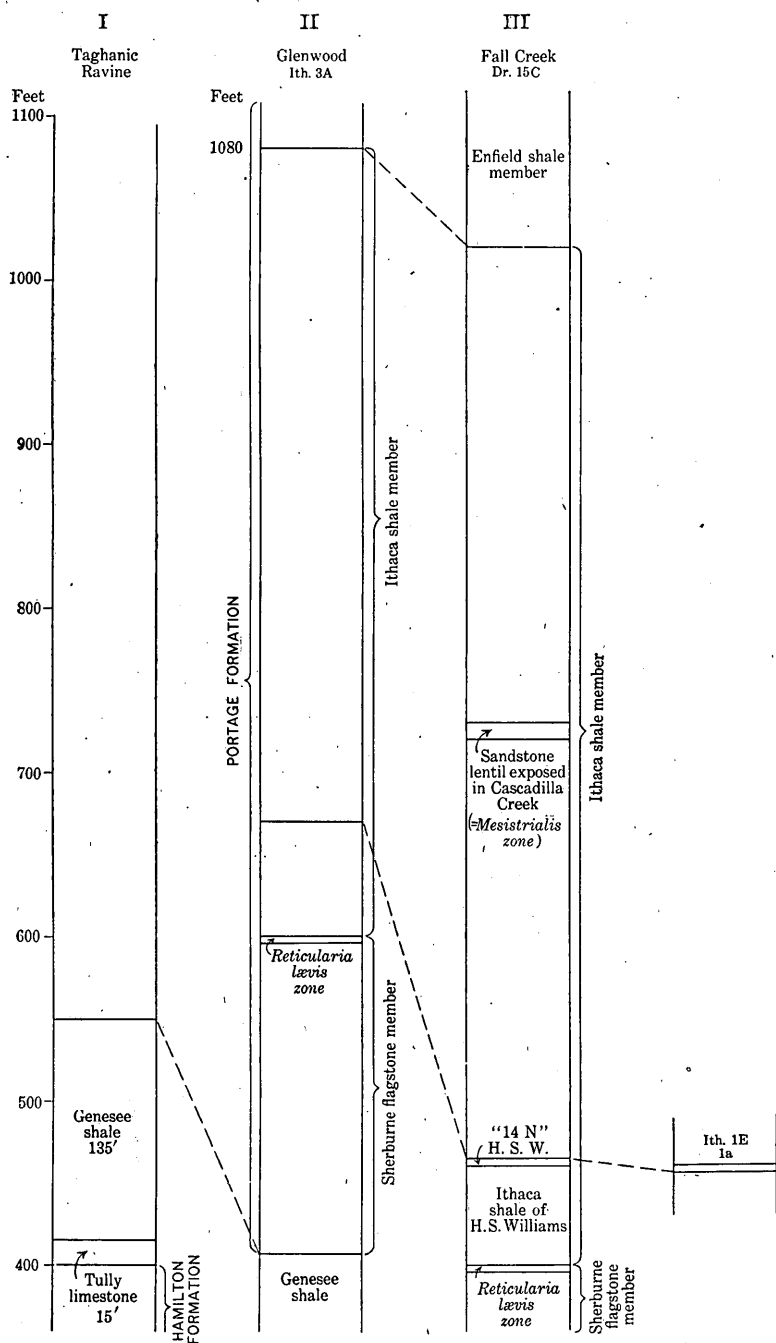 I
Taghanic
Ravine
II
Glenwood
Ith. 3A
III
Fall Creek
Dr. 15C
Feet
1100
1000
900
800
700
600
500
400
Genesee
shale
135′
Tully
limestone
15′
HAMILTON
FORMATION
Feet
1080
PORTAGE FORMATION
Reticularia
lævis
zone
Genesee
shale
Ithaca shale member
Sherburne flagstone member
Enfield shale
member
Sandstone
lentil exposed
in Cascadilla
Creek
(=Mesistrialis
zone)
"14 N"
H. S. W.
Ithaca
shale of
H.S. Williams
Reticularia
lævis
zone
Ithaca shale member
Sherburne
flagstone
member
Ith. 1E
1a